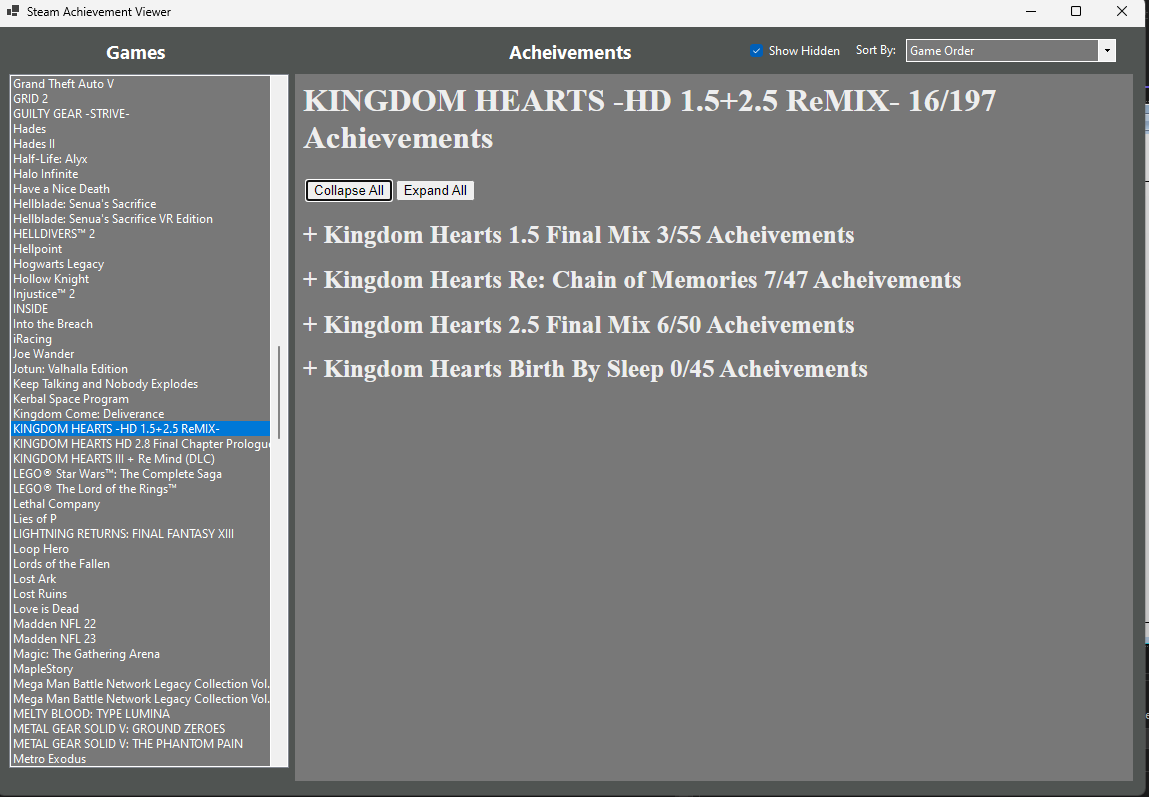 Steam Achievement Viewer
Games
Acheivements
Show Hidden
Sort By:
Game Order
Grand Theft Auto V
GRID 2
GUILTY GEAR -STRIVE-
Hades
Hades II
Half-Life: Alyx
Halo Infinite
Have a Nice Death
Hellblade: Senua's Sacrifice
Hellblade: Senua's Sacrifice VR Edition
HELLDIVERS™ 2
Hellpoint
Hogwarts Legacy
Hollow Knight
Injustice™ 2
INSIDE
Into the Breach
iRacing
Joe Wander
Jotun: Valhalla Edition
Keep Talking and Nobody Explodes
Kerbal Space Program
Kingdom Come: Deliverance
KINGDOM HEARTS -HD 1.5+2.5 ReMIX-
KINGDOM HEARTS HD 2.8 Final Chapter Prologue
KINGDOM HEARTS III + Re Mind (DLC)
LEGO® Star Wars™: The Complete Saga
LEGO® The Lord of the Rings™
Lethal Company
Lies of P
LIGHTNING RETURNS: FINAL FANTASY XIII
Loop Hero
Lords of the Fallen
Lost Ark
Lost Ruins
Love is Dead
Madden NFL 22
Madden NFL 23
Magic: The Gathering Arena
MapleStory
Mega Man Battle Network Legacy Collection Vol.
Mega Man Battle Network Legacy Collection Vol.
MELTY BLOOD: TYPE LUMINA
METAL GEAR SOLID V: GROUND ZEROES
METAL GEAR SOLID V: THE PHANTOM PAIN
Metro Exodus
KINGDOM HEARTS -HD 1.5+2.5 ReMIX- 16/197
Achievements
Collapse All
Expand All
+ Kingdom Hearts 1.5 Final Mix 3/55 Acheivements
+ Kingdom Hearts Re: Chain of Memories 7/47 Acheivements
+ Kingdom Hearts 2.5 Final Mix 6/50 Acheivements
+ Kingdom Hearts Birth By Sleep 0/45 Acheivements